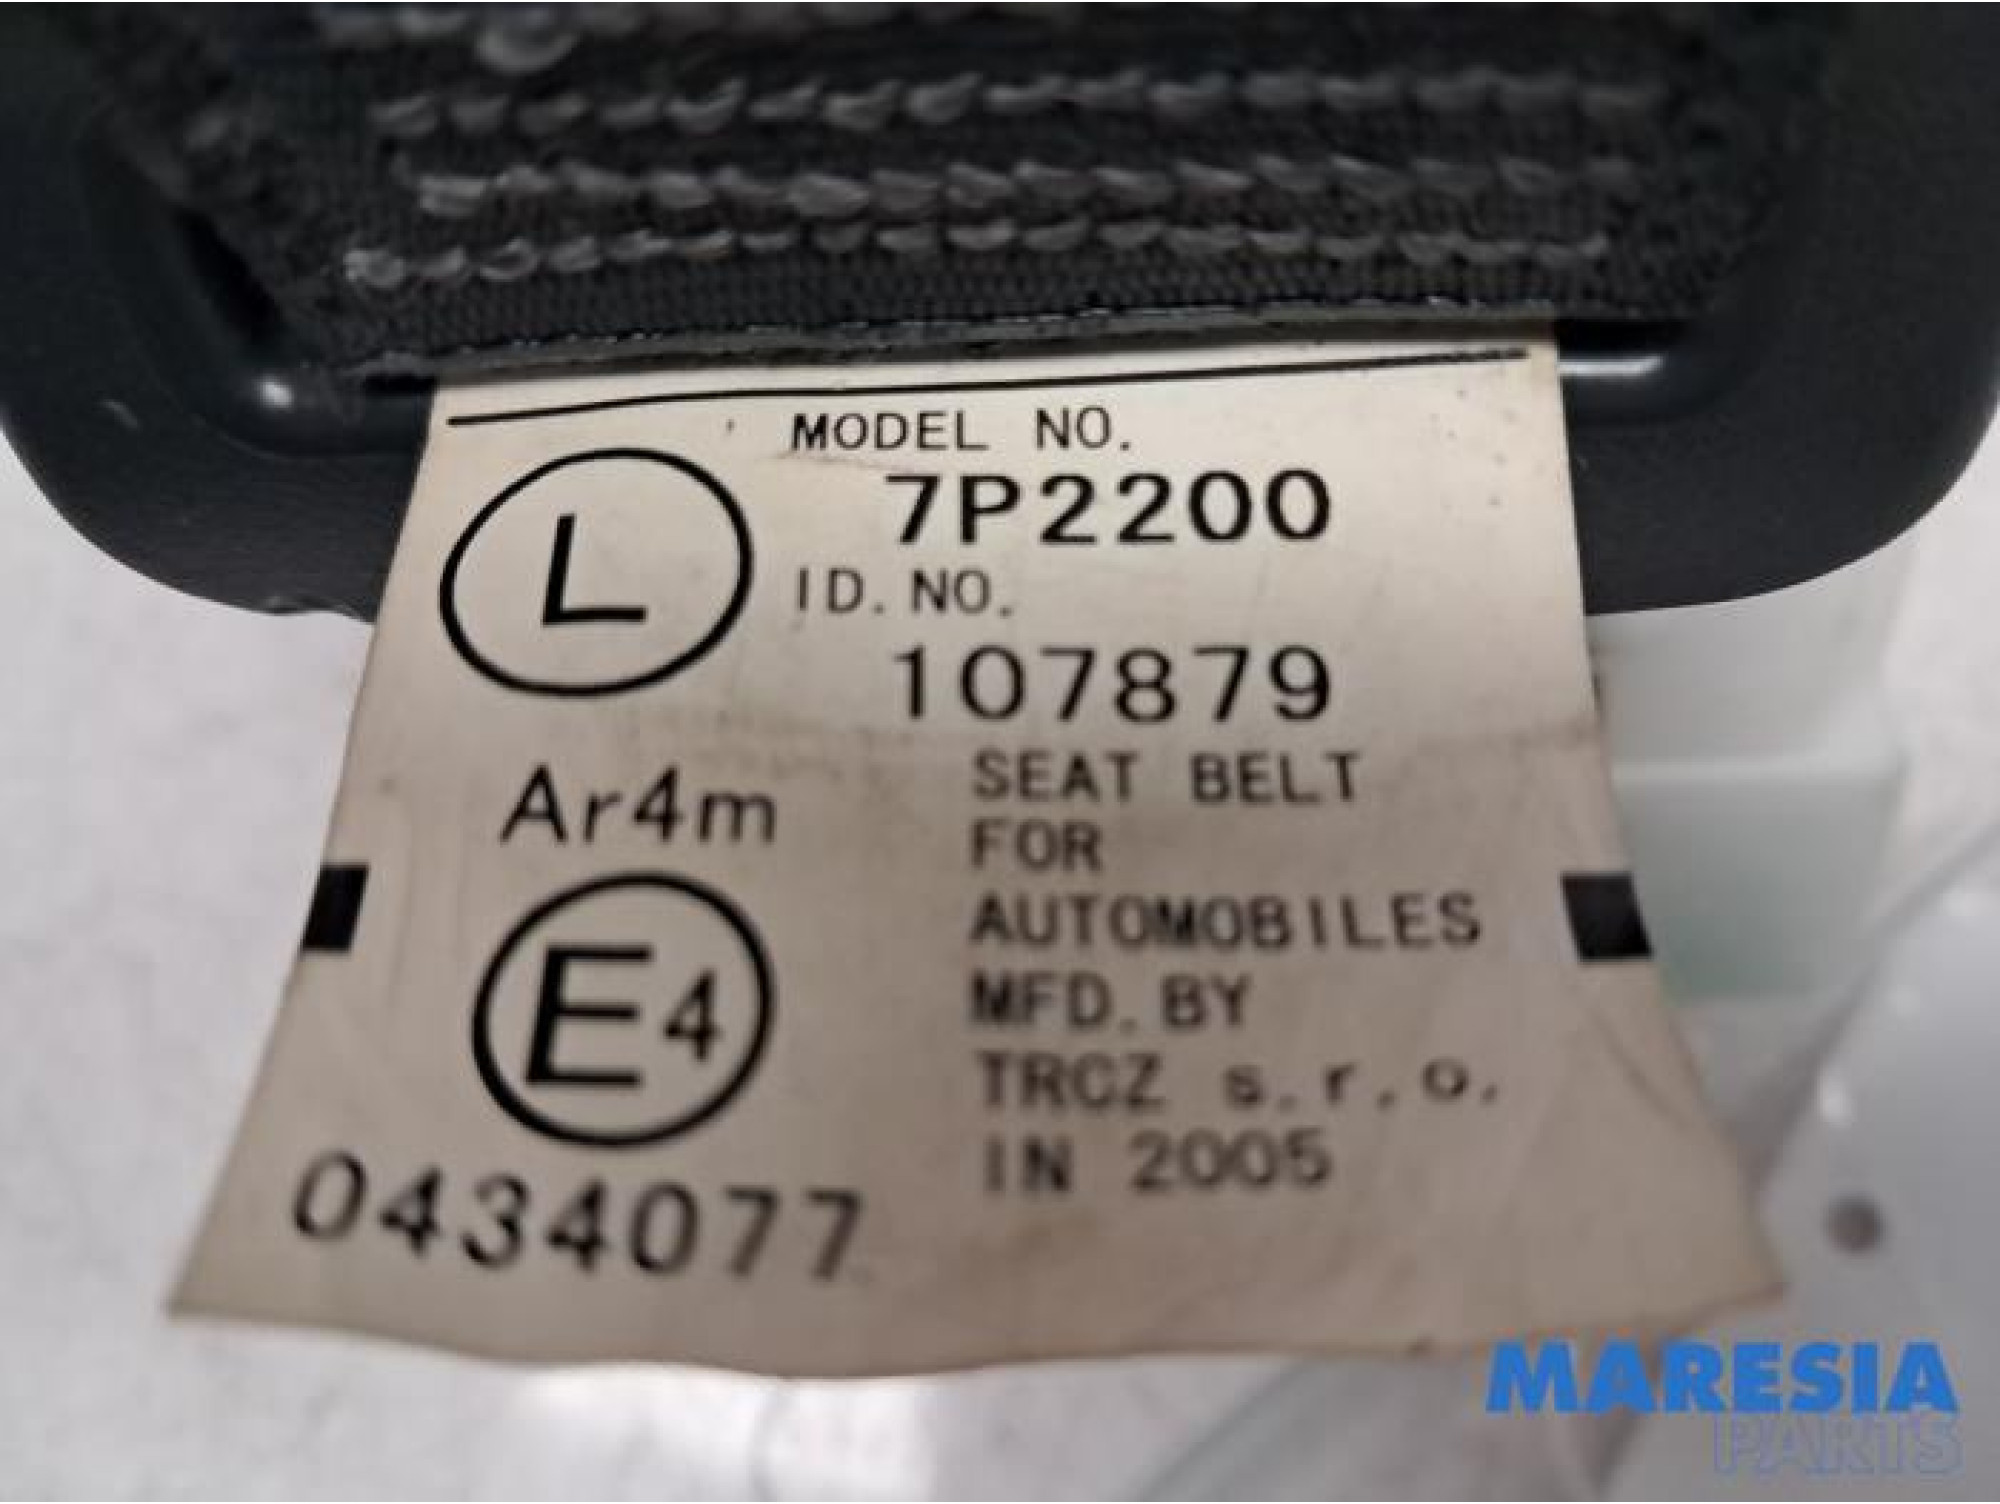 MODEL NO.
7P2200
L
ID.NO.
107879
Ar4m
E4
0434077
SEAT BELT
FOR
AUTOMOBILES
MFD.BY
TRCZ s.r.o.
IN 2005
MARESIA
PARTS